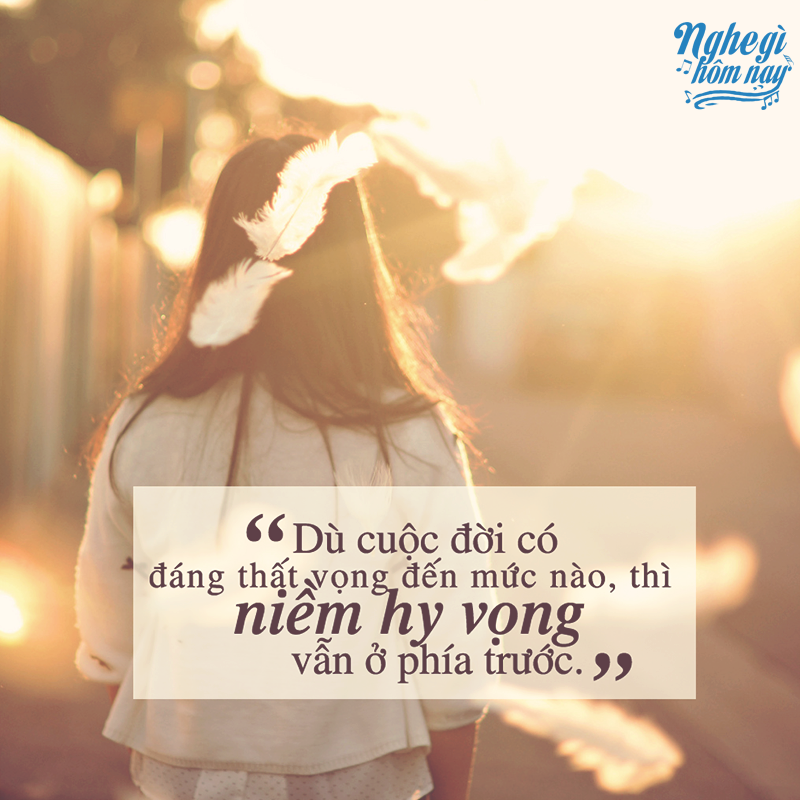 Nghe gì
hôm nay
“ Dù cuộc đời có
đáng thất vọng đến mức nào, thì
niềm hy vọng
vẫn ở phía trước. ”